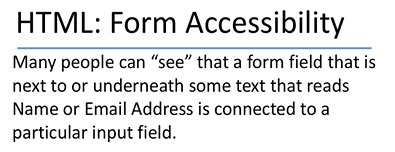 HTML: Form Accessibility
Many people can “see” that a form field that is
next to or underneath some text that reads
Name or Email Address is connected to a
particular input field.